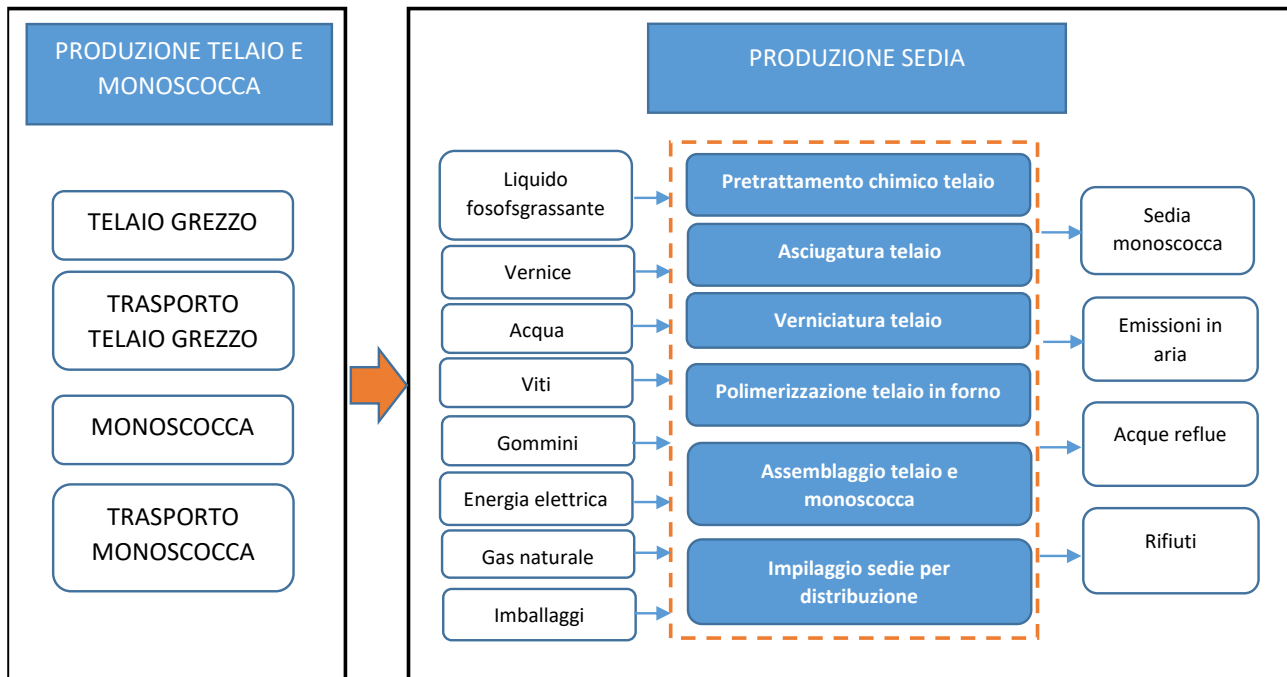 PRODUZIONE TELAIO E
MONOSCOCCA
TELAIO GREZZO
TRASPORTO
TELAIO GREZZO
MONOSCOCCA
TRASPORTO
MONOSCOCCA
PRODUZIONE SEDIA
Liquido
fosofsgrassante
Vernice
Acqua
Viti
Gommini
Energia elettrica
Gas naturale
Imballaggi
Pretrattamento chimico telaio
Asciugatura telaio
Verniciatura telaio
Polimerizzazione telaio in forno
Assemblaggio telaio e
monoscocca
Impilaggio sedie per
distribuzione
Sedia
monoscocca
Emissioni in
aria
Acque reflue
Rifiuti